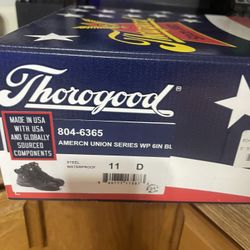 Thorogood
804-6365
AMERCN UNION SERIES WP 6IN BL
MADE IN USA
WITH USA
AND GLOBALLY
SOURCED
COMPONENTS
STEEL
WATERPROOF
11
D